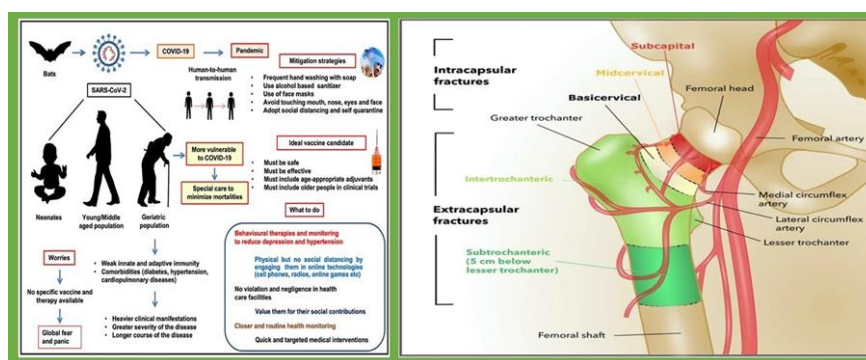 Bats
COVID-19
Pandemic
Human-to-human
transmission
SARS-CoV-2
Mitigation strategies
• Frequent hand washing with soap
• Use alcohol based sanitizer
• Use of face masks
• Avoid touching mouth, nose, eyes and face
• Adopt social distancing and self quarantine
More vulnerable
to COVID-19
Special care to
minimize mortalities
Ideal vaccine candidate
• Must be safe
• Must be effective
• Must include age-appropriate adjuvants
• Must include older people in clinical trials
Neonates
Young/Middle
aged population
Geriatric
population
What to do
Behavioural therapies and monitoring
to reduce depression and hypertension
Physical but no social distancing by
engaging them in online technologies
(cell phones, radios, online games etc)
No violation and negligence in health
care facilities
Value them for their social contributions
Closer and routine health monitoring
Quick and targeted medical interventions
Worries
No specific vaccine and
therapy available
Global fear
and panic
• Weak innate and adaptive immunity
• Comorbidities (diabetes, hypertension,
cardiopulmonary diseases)
• Heavier clinical manifestations
• Greater severity of the disease
• Longer course of the disease
Intracapsular
fractures
Extracapsular
fractures
Subcapital
Midcervical
Basicervical
Greater trochanter
Femoral head
Femoral artery
Intertrochanteric
Medial circumflex
artery
Lateral circumflex
artery
Lesser trochanter
Subtrochanteric
(5 cm below
lesser trochanter)
Femoral shaft